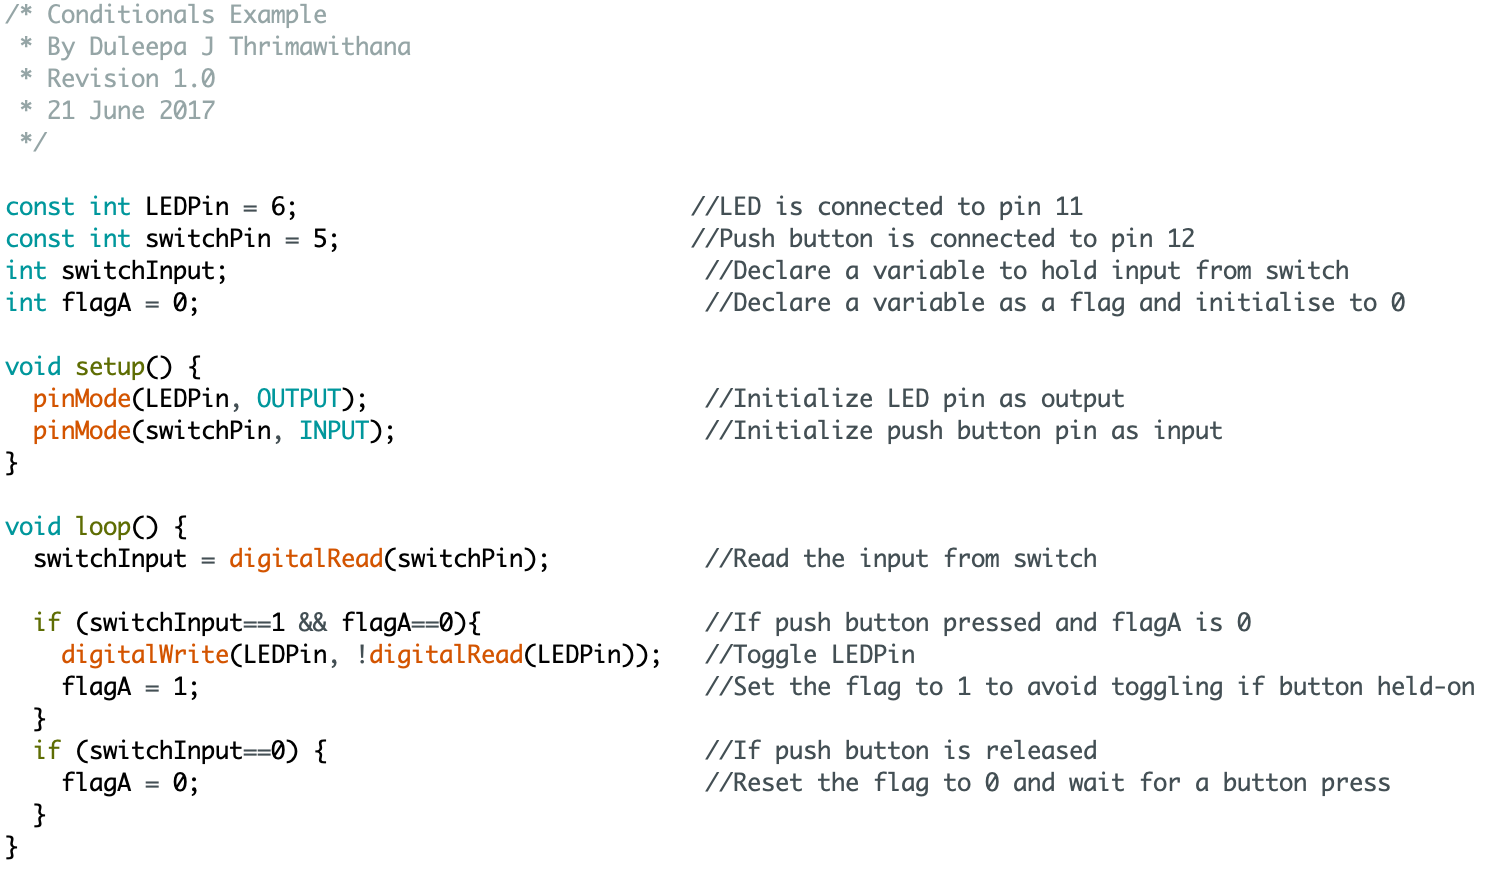 /* Conditionals Example
 * By Duleepa J Thrimawithana
 * Revision 1.0
 * 21 June 2017
 */

const int LEDPin = 6;                            //LED is connected to pin 11
const int switchPin = 5;                         //Push button is connected to pin 12
int switchInput;                                  //Declare a variable to hold input from switch
int flagA = 0;                                    //Declare a variable as a flag and initialise to 0

void setup() {
  pinMode(LEDPin, OUTPUT);                        //Initialize LED pin as output
  pinMode(switchPin, INPUT);                      //Initialize push button pin as input
}

void loop() {
  switchInput = digitalRead(switchPin);           //Read the input from switch

  if (switchInput==1 && flagA==0){                //If push button pressed and flagA is 0
    digitalWrite(LEDPin, !digitalRead(LEDPin));   //Toggle LEDPin
    flagA = 1;                                    //Set the flag to 1 to avoid toggling if button held-on
  }
  if (switchInput==0) {                           //If push button is released
    flagA = 0;                                    //Reset the flag to 0 and wait for a button press
  }
}